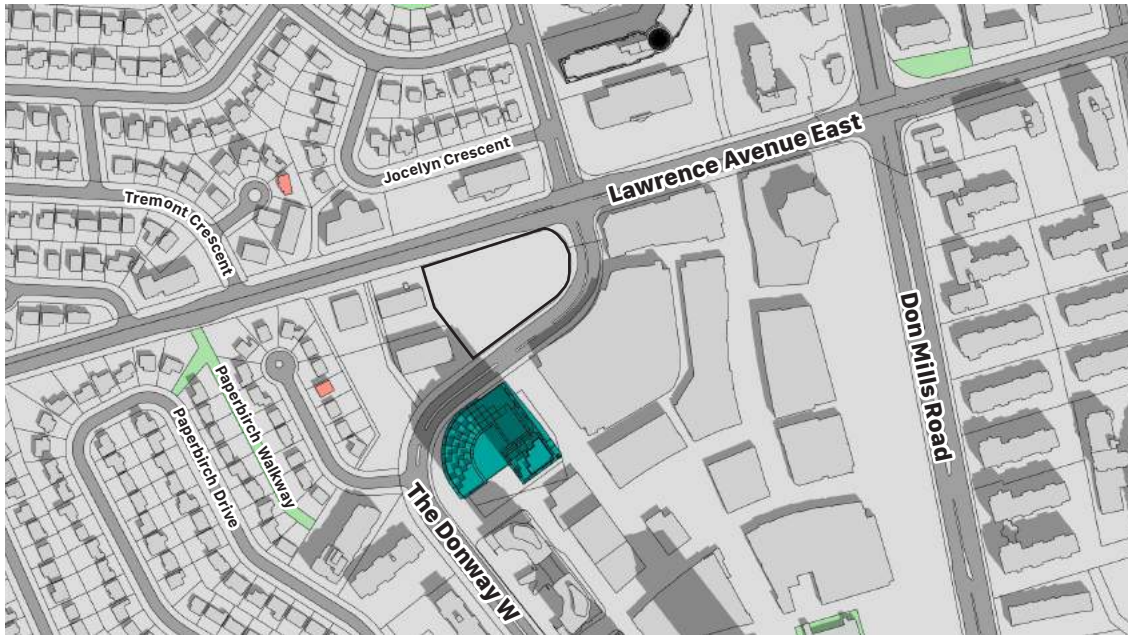 Jocelyn Crescent
Lawrence Avenue East
Tremont Crescent
Don Mills Road
Paperbirch Walkway
Paperbirch Drive
The Donway W